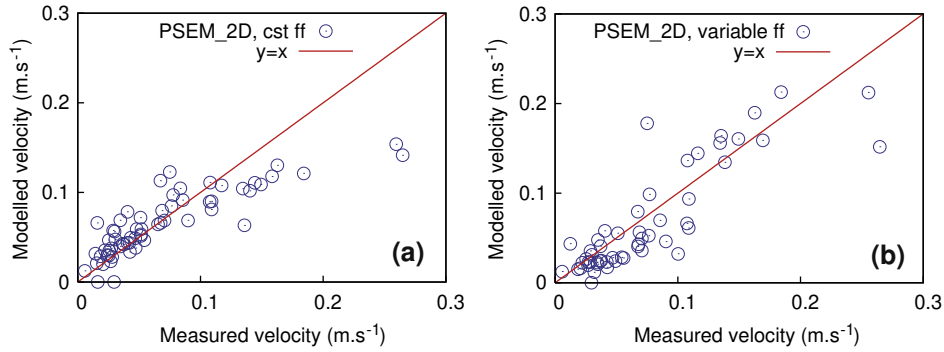 PSEM_2D, cst ff
y=x
0.3
0.2
0.1
0
0
0.1
0.2
0.3
Modelled velocity (m.s-1)
Measured velocity (m.s-1)
(a)
PSEM_2D, variable ff
y=x
0.3
0.2
0.1
0
0
0.1
0.2
0.3
Modelled velocity (m.s-1)
Measured velocity (m.s-1)
(b)